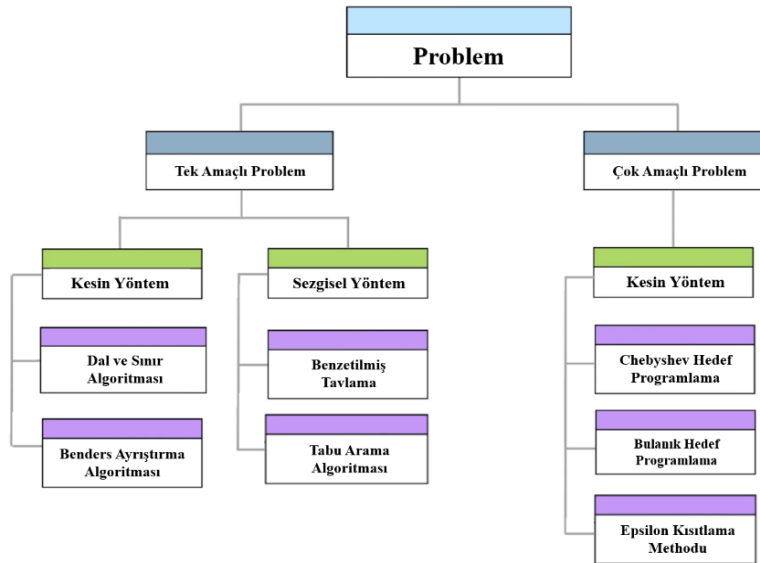 Problem
Tek Amaçlı Problem
Çok Amaçlı Problem
Kesin Yöntem
Sezgisel Yöntem
Kesin Yöntem
Dal ve Sınır
Algoritması
Benzetilmiş
Tavlama
Chebyshev Hedef
Programlama
Benders Ayrıştırma
Algoritması
Tabu Arama
Algoritması
Bulanık Hedef
Programlama
Epsilon Kısıtlama
Methodu